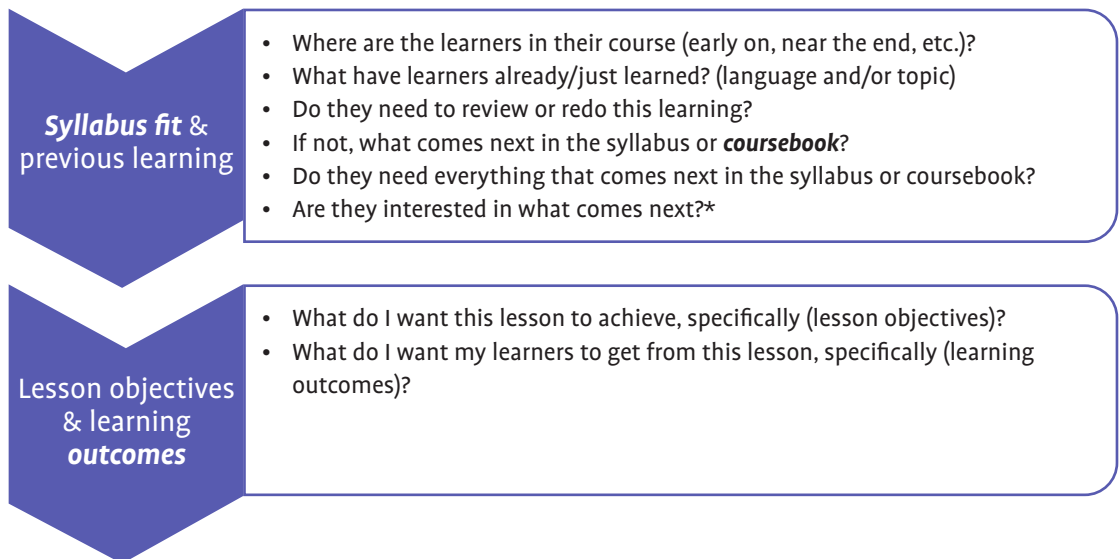 Syllabus fit &
previous learning
• Where are the learners in their course (early on, near the end, etc.)?
• What have learners already/just learned? (language and/or topic)
• Do they need to review or redo this learning?
• If not, what comes next in the syllabus or coursebook?
• Do they need everything that comes next in the syllabus or coursebook?
• Are they interested in what comes next?*
Lesson objectives
& learning
outcomes
• What do I want this lesson to achieve, specifically (lesson objectives)?
• What do I want my learners to get from this lesson, specifically (learning
outcomes)?